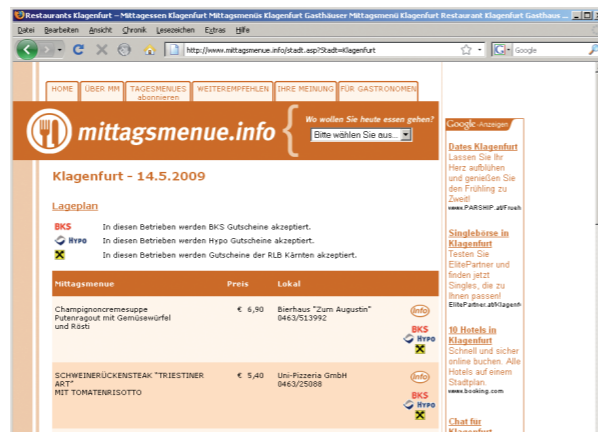 Restaurants Klagenfurt - Mittagessen Klagenfurt Mittagsmenüs Klagenfurt Gasthäuser Mittagsmenü Klagenfurt Restaurant Klagenfurt Gasthaus ...
Datei Bearbeiten Ansicht Chronik Lesezeichen Extras Hilfe
http://www.mittagsmenue.info/stadt.asp?Stadt=Klagenfurt
Google
HOME ÜBER MM TAGESMENUES WEITEREMPFEHLEN IHRE MEINUNG FÜR GASTRONOMEN
abonnieren
mittagsmenue.info
Wo wollen Sie heute essen gehen?
Bitte wählen Sie aus...
Klagenfurt - 14.5.2009
Lageplan
BKS In diesen Betrieben werden BKS Gutscheine akzeptiert.
HYPO In diesen Betrieben werden Hypo Gutscheine akzeptiert.
In diesen Betrieben werden Gutscheine der RLB Kärnten akzeptiert.
Mittagsmenue Preis Lokal
Champignoncremesuppe € 6,90 Bierhaus "Zum Augustin" info
Putenragout mit Gemüsewürfel 0463/513992
und Rösti BKS
HYPO
SCHWEINERÜCKENSTEAK "TRIESTINER € 5,40 Uni-Pizzeria GmbH info
ART" 0463/25088
MIT TOMATENRISOTTO BKS
HYPO
Google-Anzeigen
Dates Klagenfurt
Lassen Sie Ihr
Herz aufblühen
und genießen Sie
den Frühling zu
Zweit!
www.PARSHIP.at/Frueh
Singlebörse in
Klagenfurt
Testen Sie
ElitePartner und
finden jetzt
Singles, die zu
Ihnen passen!
ElitePartner.at/Klagenf
10 Hotels in
Klagenfurt
Schnell und sicher
online buchen. Alle
Hotels auf einem
Stadtplan.
www.booking.com
Chat für
Klagenfurt